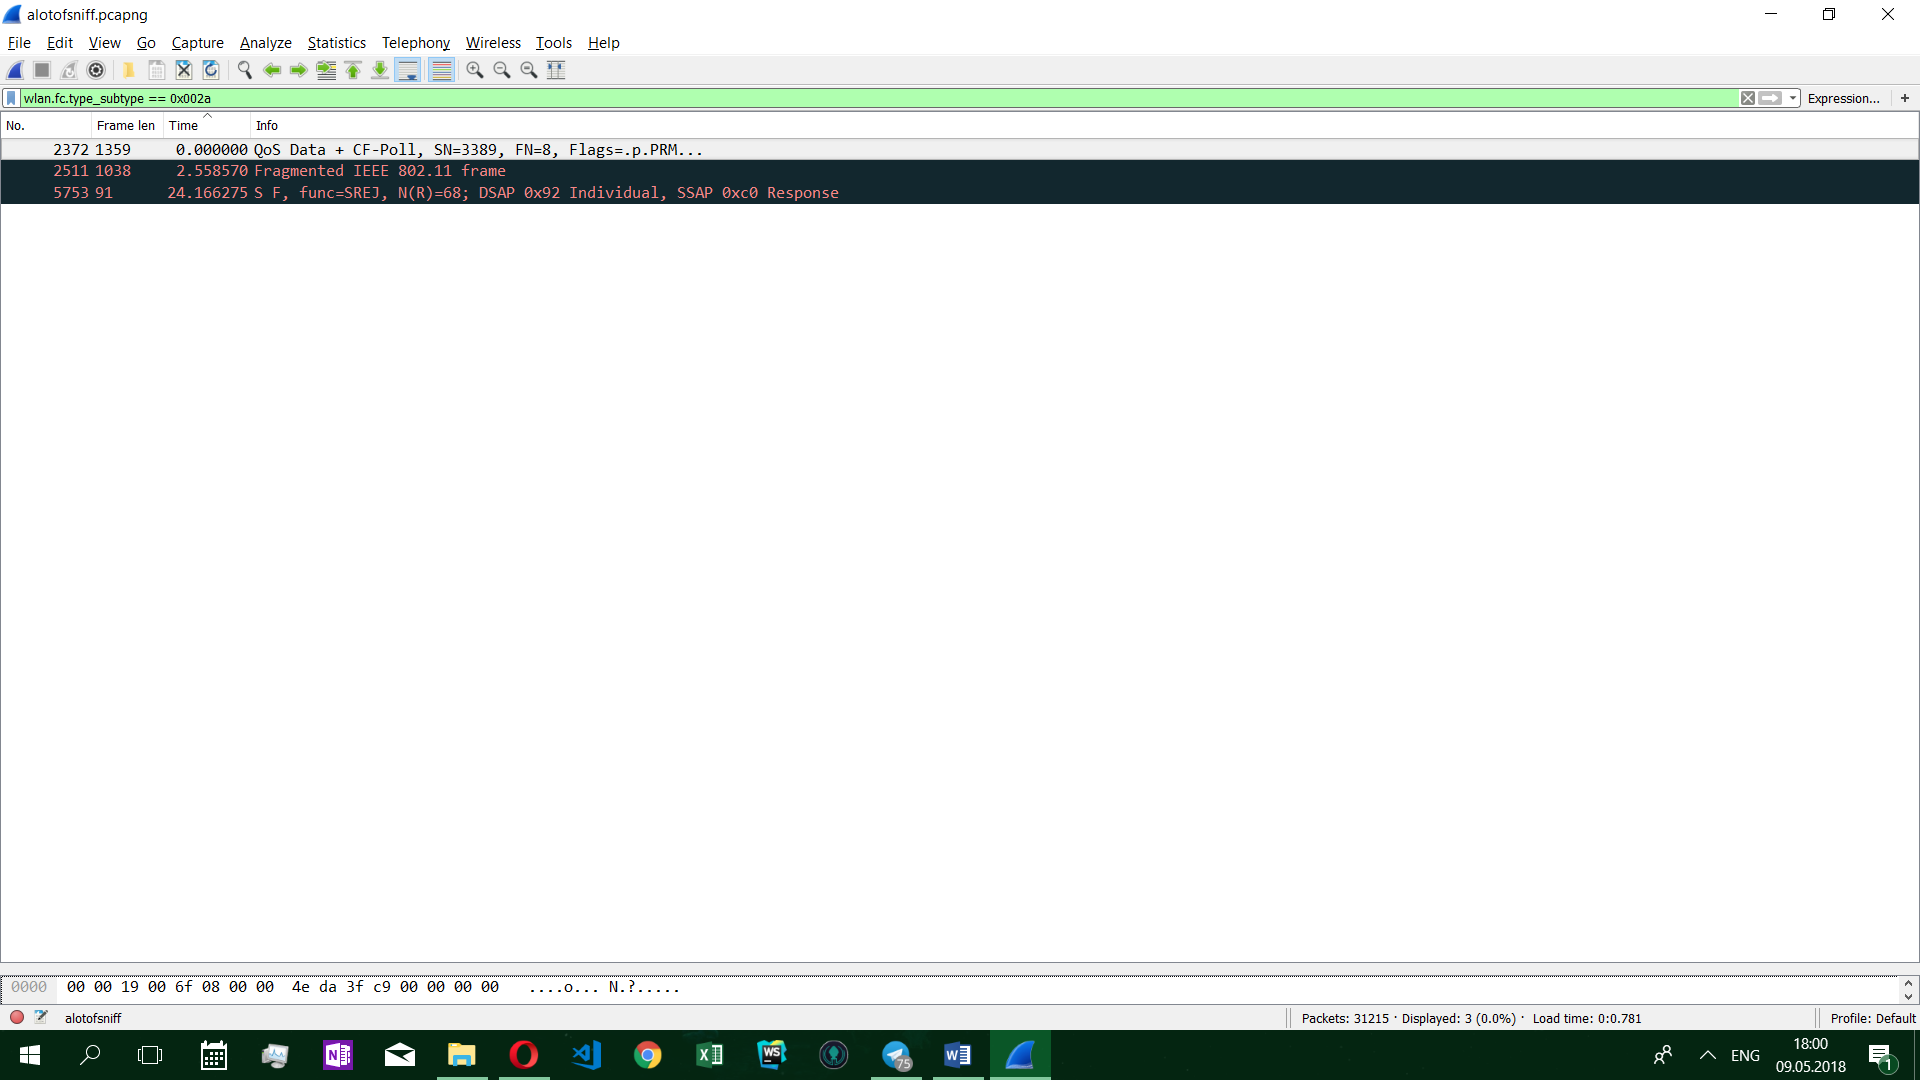 alotofsniff.pcapng
File Edit View Go Capture Analyze Statistics Telephony Wireless Tools Help
wlan.fc.type_subtype == 0x002a Expression... +
No. Frame len Time Info
2372 1359 0.000000 QoS Data + CF-Poll, SN=3389, FN=8, Flags=.p.PRM...
2511 1038 2.558570 Fragmented IEEE 802.11 frame
5753 91 24.166275 S F, func=SREJ, N(R)=68; DSAP 0x92 Individual, SSAP 0xc0 Response
0000 00 00 19 00 6f 08 00 00 4e da 3f c9 00 00 00 00 ....o... N.?.....
alotofsniff Packets: 31215 · Displayed: 3 (0.0%) · Load time: 0:0.781 Profile: Default
N WS 75 W ENG 18:00
09.05.2018 1